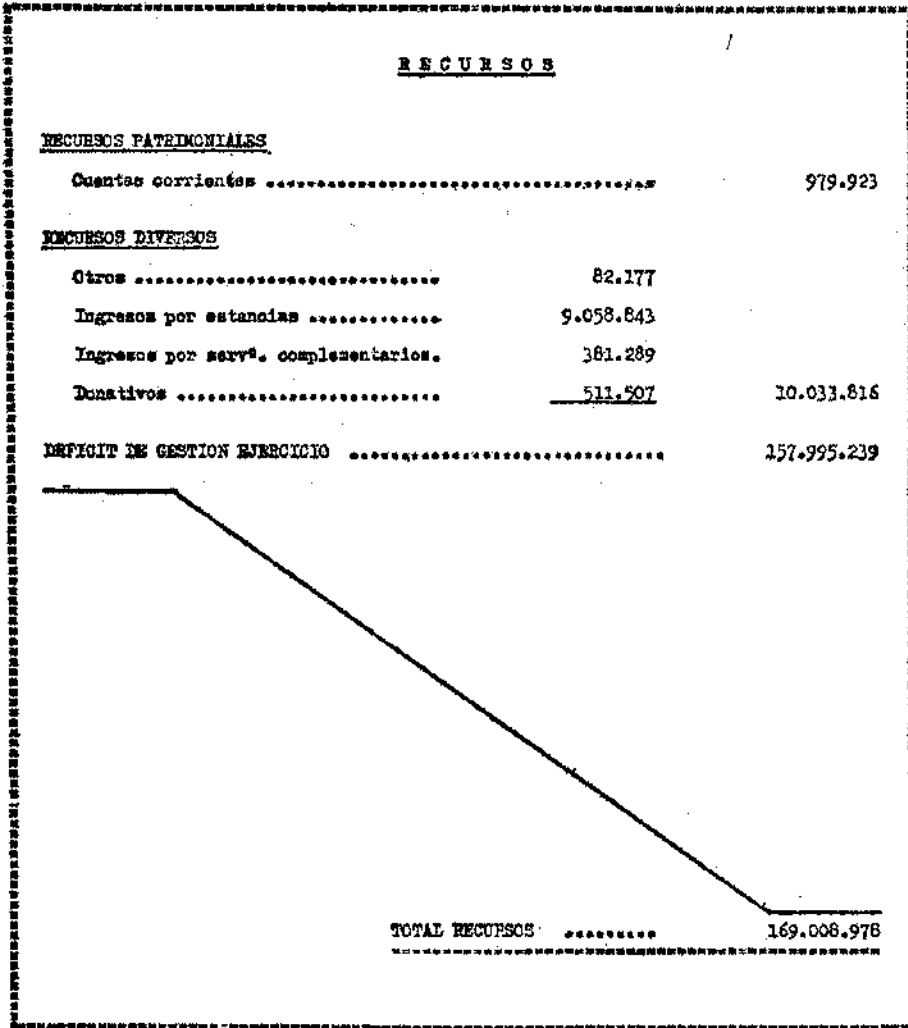 RECURSOS
RECURSOS PATRIMONIALES
Cuentas corrientes ........................................ 979.923
RECURSOS DIVERSOS
Otros ............................... 82.177
Ingresos por estancias ............. 9.058.843
Ingresos por servª. complementarios. 381.289
Donativos ........................... 511.507 10.033.816
DEFICIT DE GESTION EJERCICIO ................................. 157.995.239
TOTAL RECURSOS ......... 169.008.978